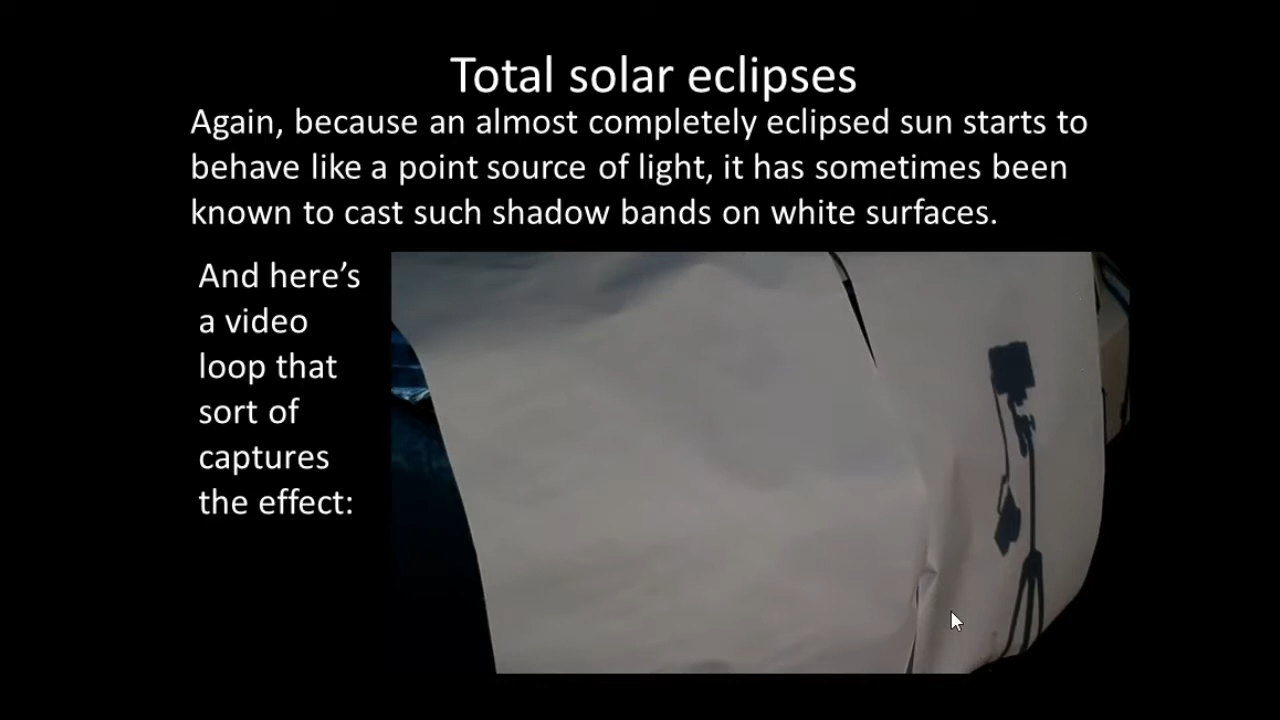 Total solar eclipses
Again, because an almost completely eclipsed sun starts to
behave like a point source of light, it has sometimes been
known to cast such shadow bands on white surfaces.
And here’s
a video
loop that
sort of
captures
the effect: